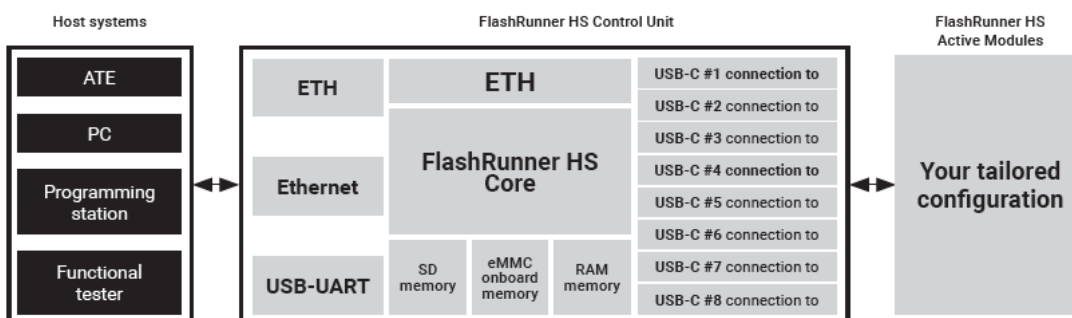 Host systems
ATE
PC
Programming
station
Functional
tester
FlashRunner HS Control Unit
ETH
Ethernet
USB-UART
ETH
FlashRunner HS
Core
SD
memory
eMMC
onboard
memory
RAM
memory
USB-C #1 connection to
USB-C #2 connection to
USB-C #3 connection to
USB-C #4 connection to
USB-C #5 connection to
USB-C #6 connection to
USB-C #7 connection to
USB-C #8 connection to
FlashRunner HS
Active Modules
Your tailored
configuration